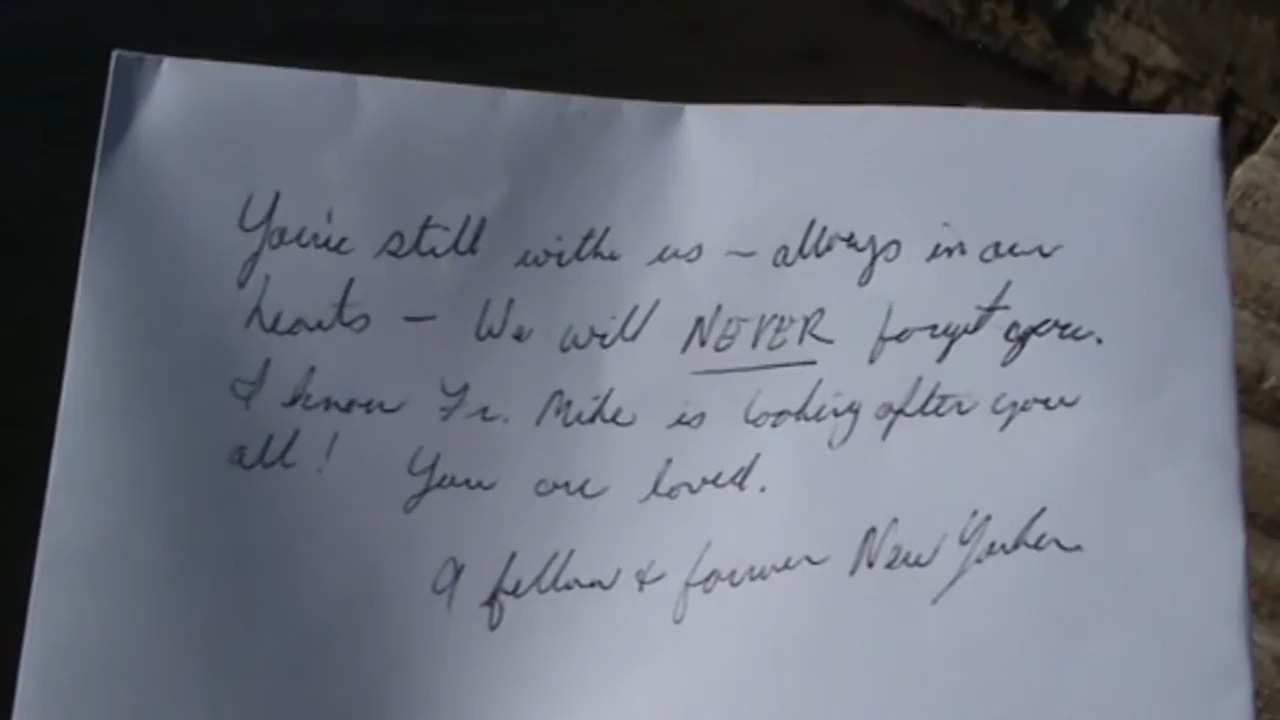 You're still with us – always in our
hearts – We will NEVER forget you.
I know Fr. Mike is looking after you
all! You are loved.
A fellow & former New Yorker